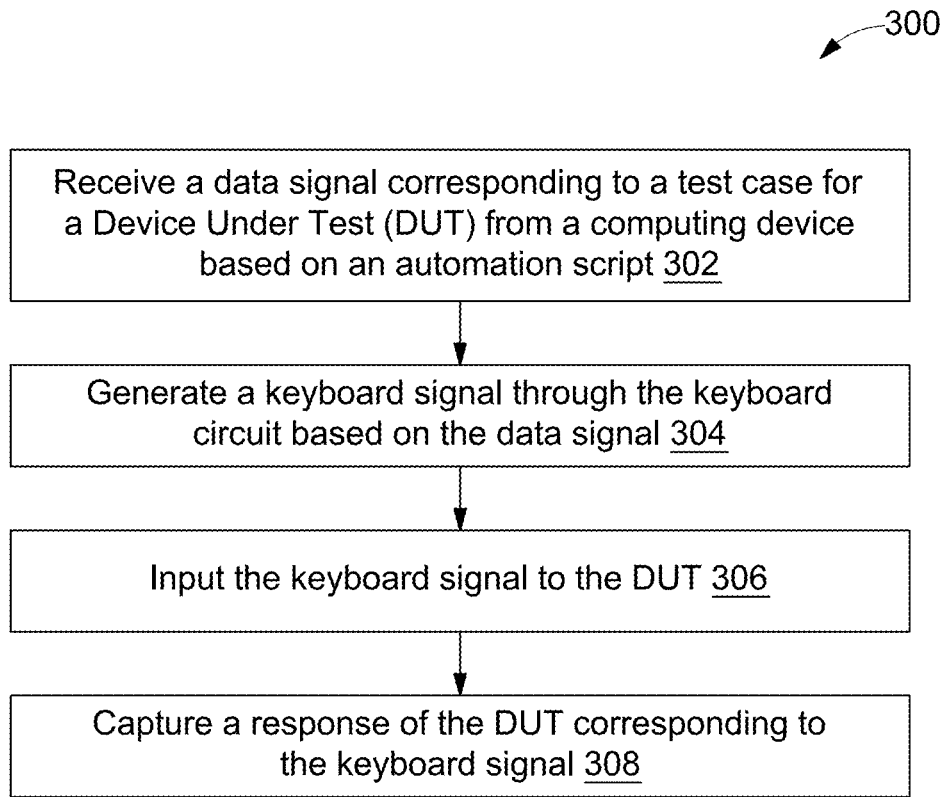 300
Receive a data signal corresponding to a test case for
a Device Under Test (DUT) from a computing device
based on an automation script 302
Generate a keyboard signal through the keyboard
circuit based on the data signal 304
Input the keyboard signal to the DUT 306
Capture a response of the DUT corresponding to
the keyboard signal 308